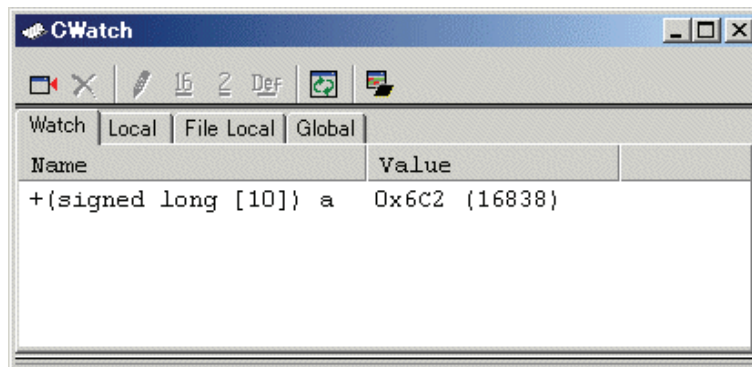 CWatch
16 2 Def
Watch Local File Local Global
Name Value
+(signed long [10]) a 0x6C2 (16838)